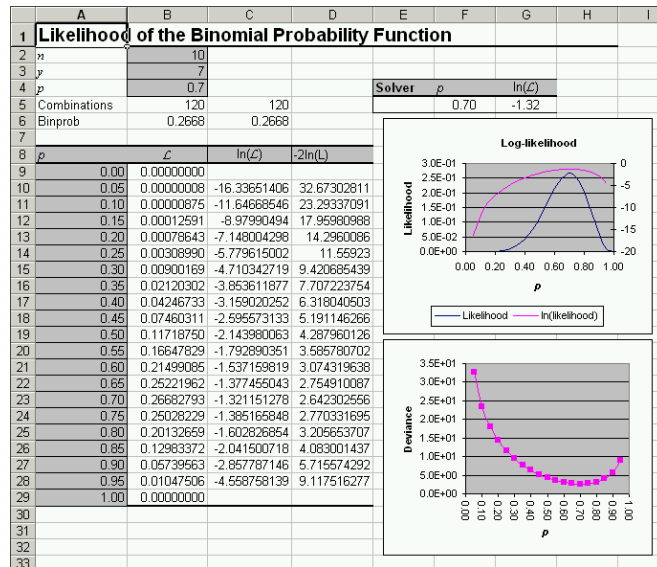 A B C D E F G H I
1 Likelihood of the Binomial Probability Function
2 n 10
3 y 7
4 p 0.7 Solver p ln(ℒ)
5 Combinations 120 120 0.70 -1.32
6 Binprob 0.2668 0.2668
7
8 p ℒ ln(ℒ) -2ln(L)
9 0.00 0.00000000
10 0.05 0.00000008 -16.33651406 32.67302811
11 0.10 0.00000875 -11.64668546 23.29337091
12 0.15 0.00012591 -8.97990494 17.95980988
13 0.20 0.00078643 -7.148004298 14.2960086
14 0.25 0.00308990 -5.779615002 11.55923
15 0.30 0.00900169 -4.710342719 9.420685439
16 0.35 0.02120302 -3.853611877 7.707223754
17 0.40 0.04246733 -3.159020252 6.318040503
18 0.45 0.07460311 -2.595573133 5.191146266
19 0.50 0.11718750 -2.143980063 4.287960126
20 0.55 0.16647829 -1.792890351 3.585780702
21 0.60 0.21499085 -1.537159819 3.074319638
22 0.65 0.25221962 -1.377455043 2.754910087
23 0.70 0.26682793 -1.321151278 2.642302556
24 0.75 0.25028229 -1.385165848 2.770331695
25 0.80 0.20132659 -1.602826854 3.205653707
26 0.85 0.12983372 -2.041500718 4.083001437
27 0.90 0.05739563 -2.857787146 5.715574292
28 0.95 0.01047506 -4.558758139 9.117516277
29 1.00 0.00000000
30
31
32
33
Log-likelihood
Likelihood
3.0E-01 0
2.5E-01 -5
2.0E-01
1.5E-01 -10
1.0E-01 -15
5.0E-02
0.0E+00 -20
0.00 0.20 0.40 0.60 0.80 1.00
p
Likelihood ln(likelihood)
Deviance
3.5E+01
3.0E+01
2.5E+01
2.0E+01
1.5E+01
1.0E+01
5.0E+00
0.0E+00
0.00 0.10 0.20 0.30 0.40 0.50 0.60 0.70 0.80 0.90 1.00
p